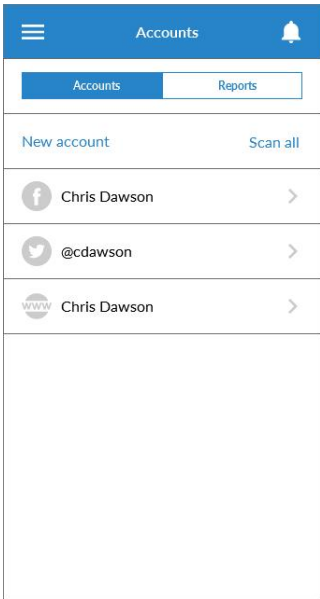 Accounts
Accounts Reports
New account Scan all
Chris Dawson
@cdawson
www Chris Dawson